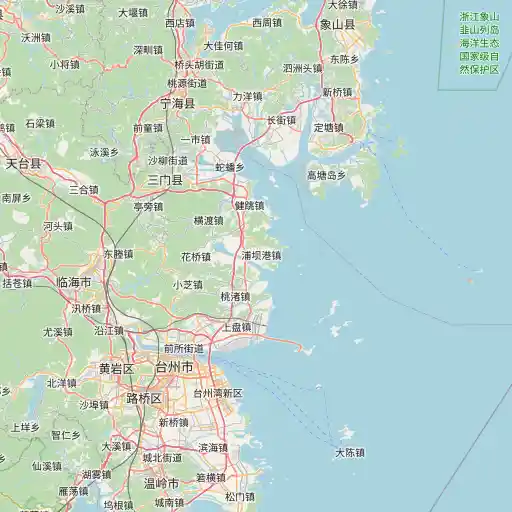 大徐镇
沙溪镇
大堰镇
西店镇
西周镇
象山县
浙江象山
韭山列岛
海洋生态
国家级自
然保护区
沃洲镇
深甽镇
大佳何镇
小将镇
桥头胡街道
泗洲头镇
东陈乡
桃源街道
宁海县
力洋镇
新桥镇
石梁镇
前童镇
一市镇
长街镇
定塘镇
泳溪乡
沙柳街道
蛇蟠乡
天台县
三门县
高塘岛乡
三合镇
南屏乡
亭旁镇
健跳镇
横渡镇
河头镇
东塍镇
花桥镇
浦坝港镇
括苍镇
临海市
小芝镇
桃渚镇
汛桥镇
尤溪镇
沿江镇
上盘镇
前所街道
黄岩区
台州市
北洋镇
沙埠镇
路桥区
台州湾新区
上垟乡
智仁乡
新桥镇
大溪镇
滨海镇
大陈镇
城北街道
仙溪镇
湖雾镇
温岭市
箬横镇
雁荡镇
坞根镇
城南镇
松门镇